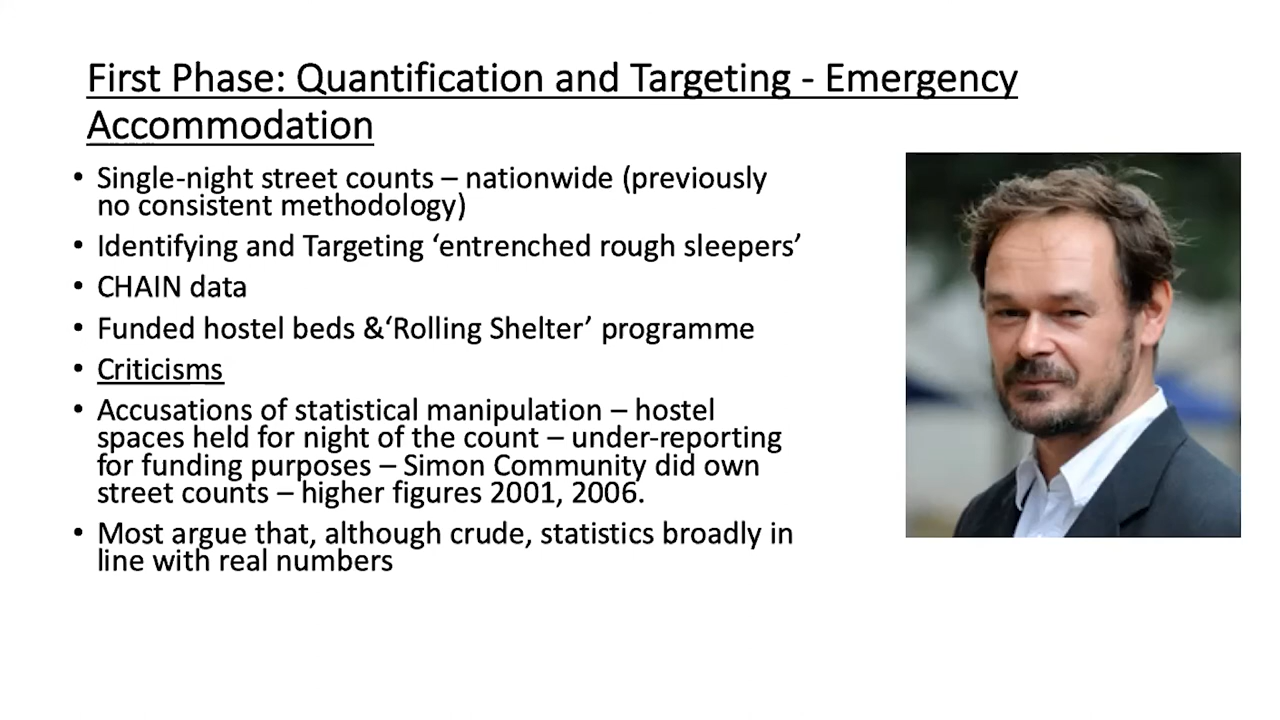 First Phase: Quantification and Targeting - Emergency
Accommodation
• Single-night street counts – nationwide (previously
no consistent methodology)
• Identifying and Targeting ‘entrenched rough sleepers’
• CHAIN data
• Funded hostel beds &‘Rolling Shelter’ programme
• Criticisms
• Accusations of statistical manipulation – hostel
spaces held for night of the count – under-reporting
for funding purposes – Simon Community did own
street counts – higher figures 2001, 2006.
• Most argue that, although crude, statistics broadly in
line with real numbers